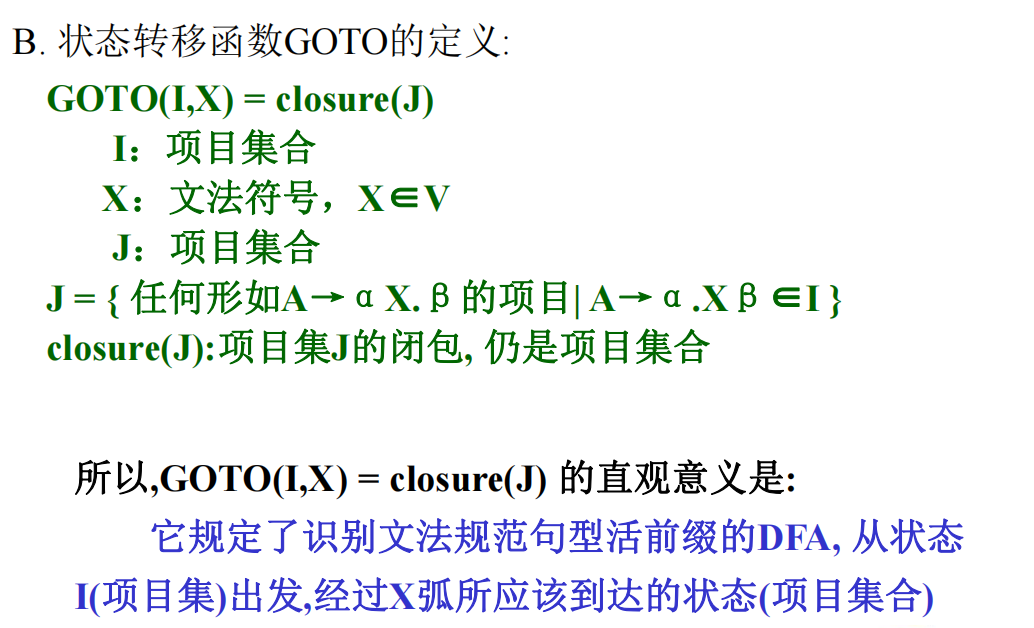 B. 状态转移函数GOTO的定义:
GOTO(I,X) = closure(J)
I：项目集合
X：文法符号，X∈V
J：项目集合
J = { 任何形如A→αX.β的项目| A→α.Xβ∈I }
closure(J):项目集J的闭包, 仍是项目集合
所以,GOTO(I,X) = closure(J) 的直观意义是:
它规定了识别文法规范句型活前缀的DFA, 从状态
I(项目集)出发,经过X弧所应该到达的状态(项目集合)